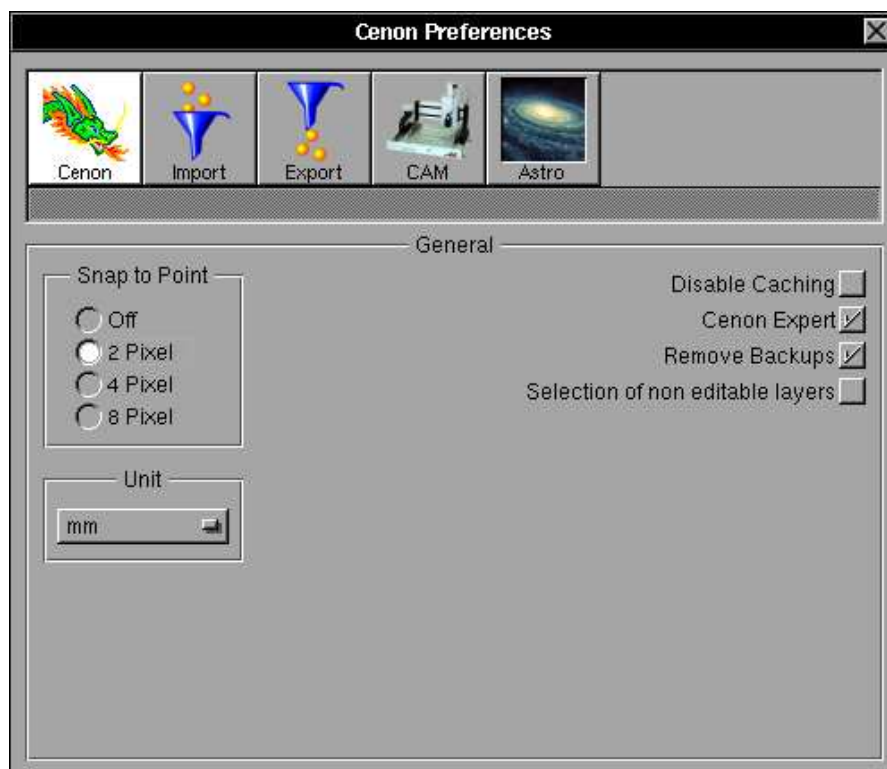 Cenon Preferences
Cenon Import Export CAM Astro
General
Snap to Point
Off
2 Pixel
4 Pixel
8 Pixel
Disable Caching
Cenon Expert
Remove Backups
Selection of non editable layers
Unit
mm